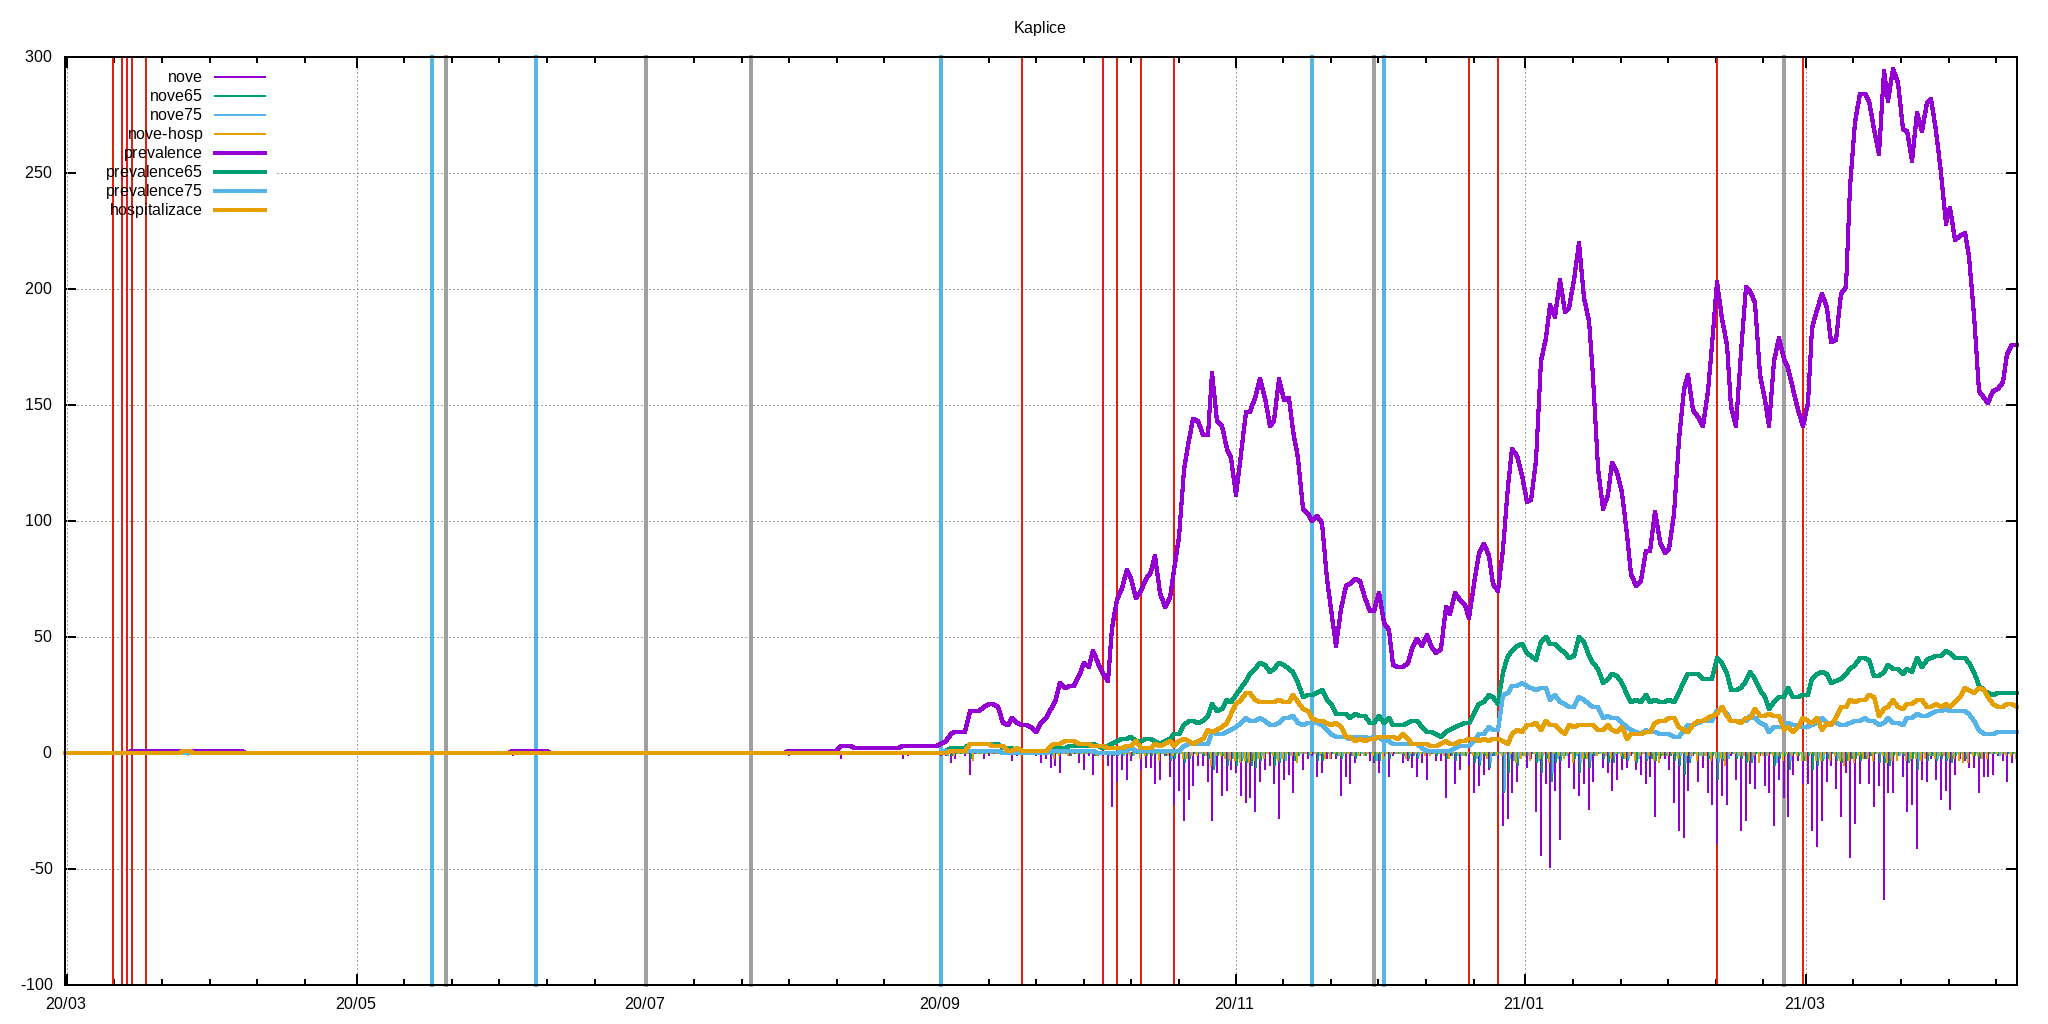 Kaplice
300
nove
nove65
nove75
nove-hosp
prevalence
prevalence65
prevalence75
hospitalizace
250
200
150
100
50
0
-50
-100
20/03 20/05 20/07 20/09 20/11 21/01 21/03